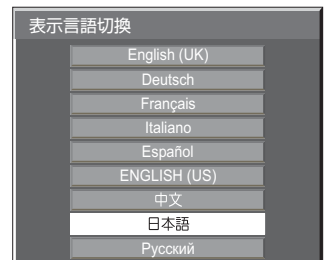 表示言語切換
English (UK)
Deutsch
Français
Italiano
Español
ENGLISH (US)
中文
日本語
Русский